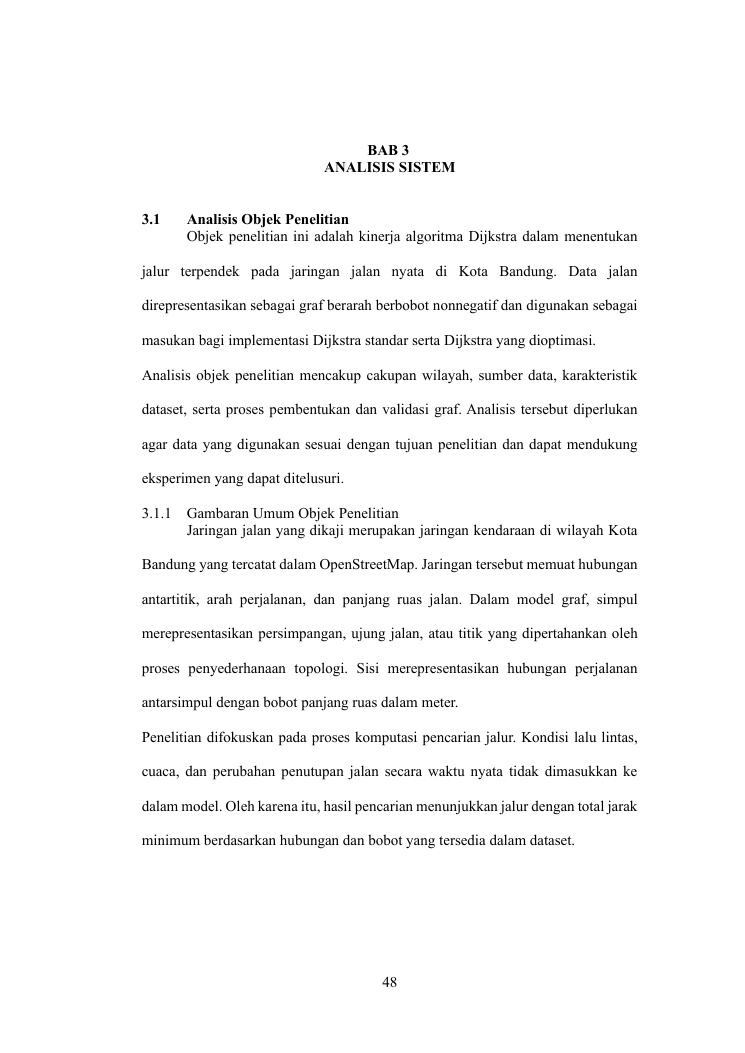 BAB 3
ANALISIS SISTEM
3.1 Analisis Objek Penelitian
Objek penelitian ini adalah kinerja algoritma Dijkstra dalam menentukan
jalur terpendek pada jaringan jalan nyata di Kota Bandung. Data jalan
direpresentasikan sebagai graf berarah berbobot nonnegatif dan digunakan sebagai
masukan bagi implementasi Dijkstra standar serta Dijkstra yang dioptimasi.
Analisis objek penelitian mencakup cakupan wilayah, sumber data, karakteristik
dataset, serta proses pembentukan dan validasi graf. Analisis tersebut diperlukan
agar data yang digunakan sesuai dengan tujuan penelitian dan dapat mendukung
eksperimen yang dapat ditelusuri.
3.1.1 Gambaran Umum Objek Penelitian
Jaringan jalan yang dikaji merupakan jaringan kendaraan di wilayah Kota
Bandung yang tercatat dalam OpenStreetMap. Jaringan tersebut memuat hubungan
antartitik, arah perjalanan, dan panjang ruas jalan. Dalam model graf, simpul
merepresentasikan persimpangan, ujung jalan, atau titik yang dipertahankan oleh
proses penyederhanaan topologi. Sisi merepresentasikan hubungan perjalanan
antarsimpul dengan bobot panjang ruas dalam meter.
Penelitian difokuskan pada proses komputasi pencarian jalur. Kondisi lalu lintas,
cuaca, dan perubahan penutupan jalan secara waktu nyata tidak dimasukkan ke
dalam model. Oleh karena itu, hasil pencarian menunjukkan jalur dengan total jarak
minimum berdasarkan hubungan dan bobot yang tersedia dalam dataset.
48